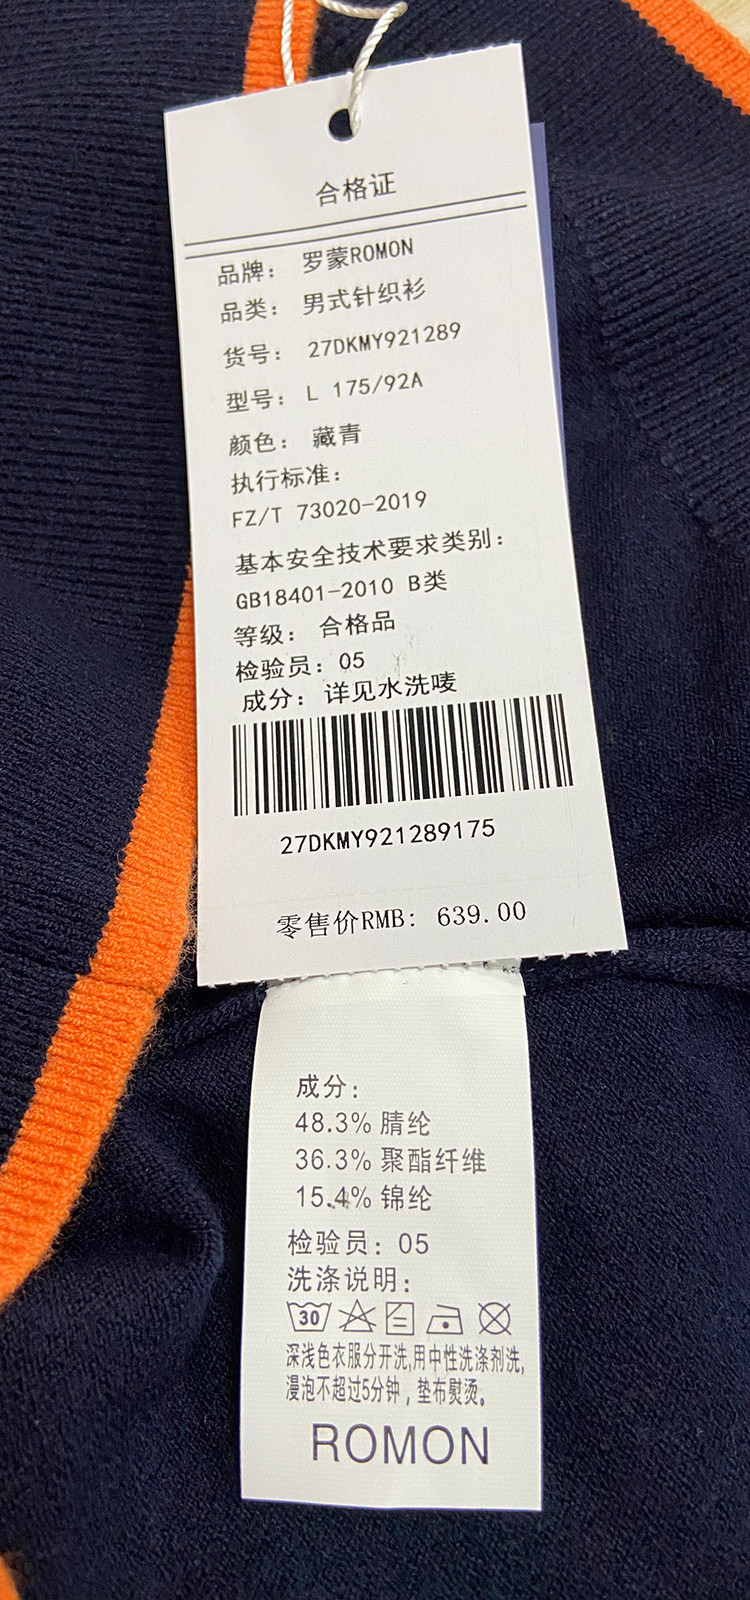 合格证
品牌： 罗蒙ROMON
品类： 男式针织衫
货号： 27DKMY921289
型号： L 175/92A
颜色： 藏青
执行标准：
FZ/T 73020-2019
基本安全技术要求类别：
GB18401-2010 B类
等级： 合格品
检验员：05
成分： 详见水洗唛
27DKMY921289175
零售价RMB: 639.00
成分：
48.3% 腈纶
36.3% 聚酯纤维
15.4% 锦纶
检验员：05
洗涤说明：
30
深浅色衣服分开洗,用中性洗涤剂洗,
漫泡不超过5分钟，垫布熨烫。
ROMON